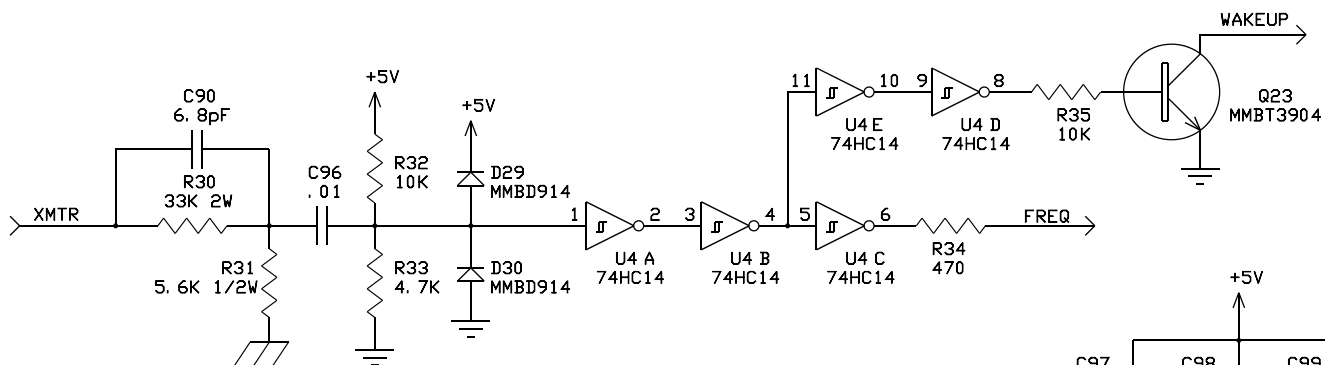 WAKEUP
Q23
MMBT3904
11
10
9
8
U4 E
74HC14
U4 D
74HC14
R35
10K
C90
6.8pF
+5V
+5V
R30
33K 2W
C96
.01
R32
10K
D29
MMBD914
XMTR
1
2
3
4
5
6
FREQ
R31
5.6K 1/2W
R33
4.7K
D30
MMBD914
U4 A
74HC14
U4 B
74HC14
U4 C
74HC14
R34
470
+5V
C97
C98
C99